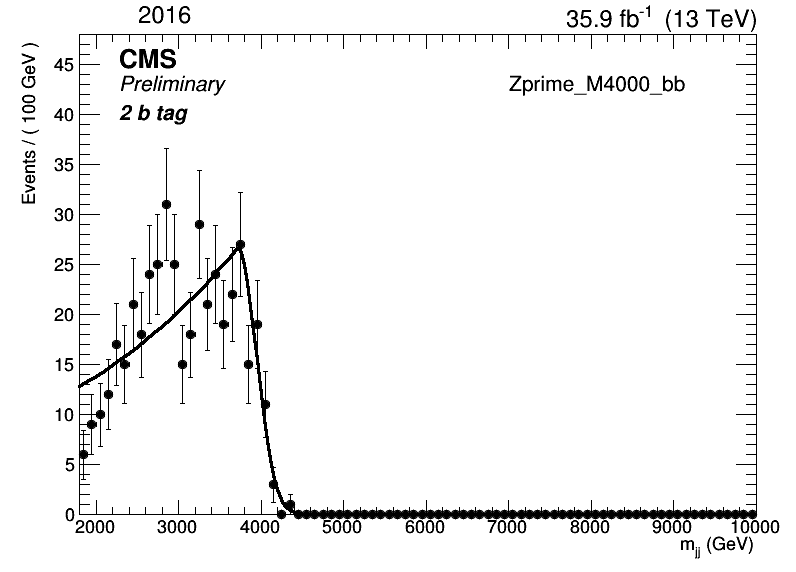 2016
35.9 fb⁻¹ (13 TeV)
CMS
Preliminary
2 b tag
Zprime_M4000_bb
Events / ( 100 GeV )
45
40
35
30
25
20
15
10
5
0
2000 3000 4000 5000 6000 7000 8000 9000 10000
m_jj (GeV)